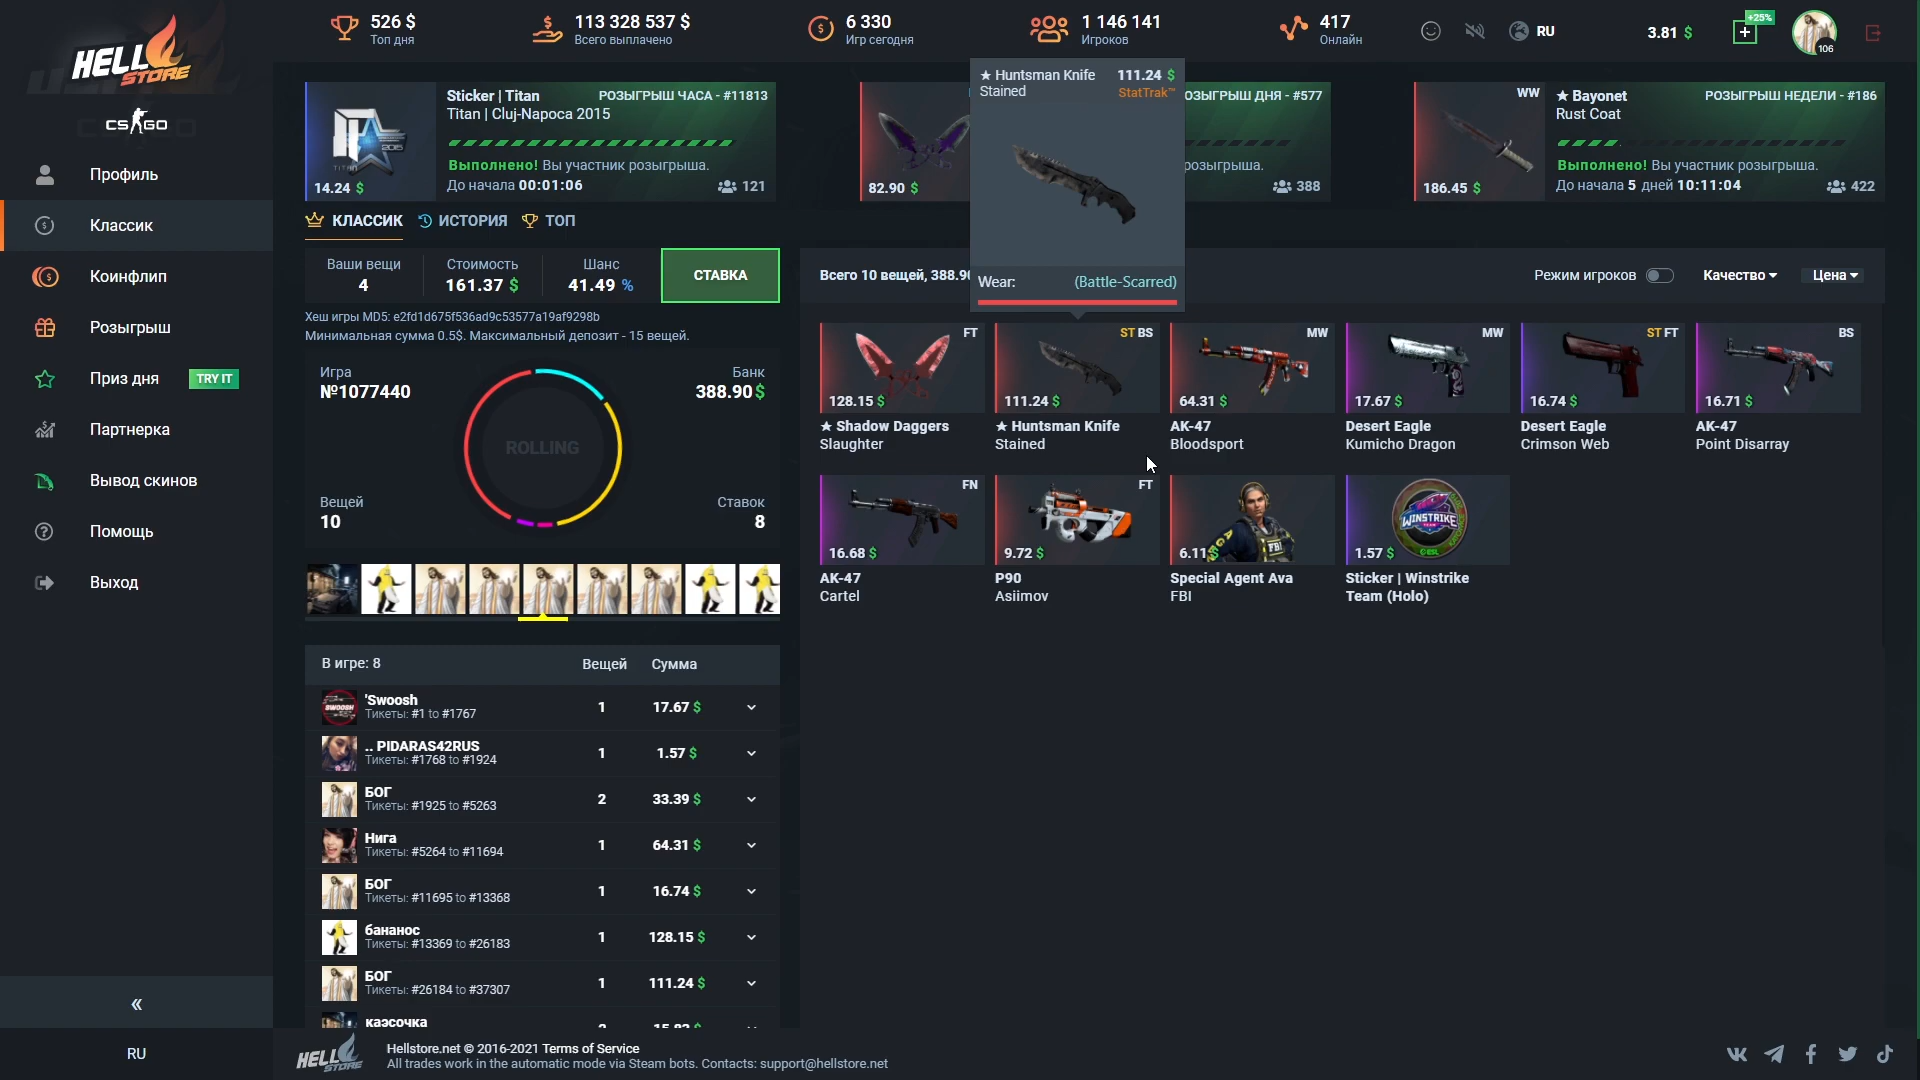 HELL STORE
CS GO
Профиль
Классик
Коинфлип
Розыгрыш
Приз дня TRY IT
Партнерка
Вывод скинов
Помощь
Выход
«
RU
526 $
Топ дня
113 328 537 $
Всего выплачено
6 330
Игр сегодня
1 146 141
Игроков
417
Онлайн
RU
3.81 $
+25%
106
Sticker | Titan РОЗЫГРЫШ ЧАСА - #11813
Titan | Cluj-Napoca 2015
Выполнено! Вы участник розыгрыша.
14.24 $ До начала 00:01:06 121
ОЗЫГРЫШ ДНЯ - #577
розыгрыша.
82.90 $ 388
WW ★ Bayonet РОЗЫГРЫШ НЕДЕЛИ - #186
Rust Coat
Выполнено! Вы участник розыгрыша.
186.45 $ До начала 5 дней 10:11:04 422
★ Huntsman Knife 111.24 $
Stained StatTrak™
Wear: (Battle-Scarred)
КЛАССИК ИСТОРИЯ ТОП
Ваши вещи
4
Стоимость
161.37 $
Шанс
41.49 %
СТАВКА
Хеш игры MD5: e2fd1d675f536ad9c53577a19af9298b
Минимальная сумма 0.5$. Максимальный депозит - 15 вещей.
Игра
№1077440
Банк
388.90 $
ROLLING
Вещей
10
Ставок
8
В игре: 8 Вещей Сумма
'Swoosh 1 17.67 $
Тикеты: #1 to #1767
.. PIDARAS42RUS 1 1.57 $
Тикеты: #1768 to #1924
БОГ 2 33.39 $
Тикеты: #1925 to #5263
Нига 1 64.31 $
Тикеты: #5264 to #11694
БОГ 1 16.74 $
Тикеты: #11695 to #13368
бананос 1 128.15 $
Тикеты: #13369 to #26183
БОГ 1 111.24 $
Тикеты: #26184 to #37307
каэсочка
Всего 10 вещей, 388.90
Режим игроков Качество Цена
FT
128.15 $
★ Shadow Daggers
Slaughter
ST BS
111.24 $
★ Huntsman Knife
Stained
MW
64.31 $
AK-47
Bloodsport
MW
17.67 $
Desert Eagle
Kumicho Dragon
ST FT
16.74 $
Desert Eagle
Crimson Web
BS
16.71 $
AK-47
Point Disarray
FN
16.68 $
AK-47
Cartel
FT
9.72 $
P90
Asiimov
6.11 $
FBI
Special Agent Ava
FBI
WINSTRIKE
TEAM
1.57 $
Sticker | Winstrike
Team (Holo)
HELL STORE
Hellstore.net © 2016-2021 Terms of Service
All trades work in the automatic mode via Steam bots. Contacts: support@hellstore.net